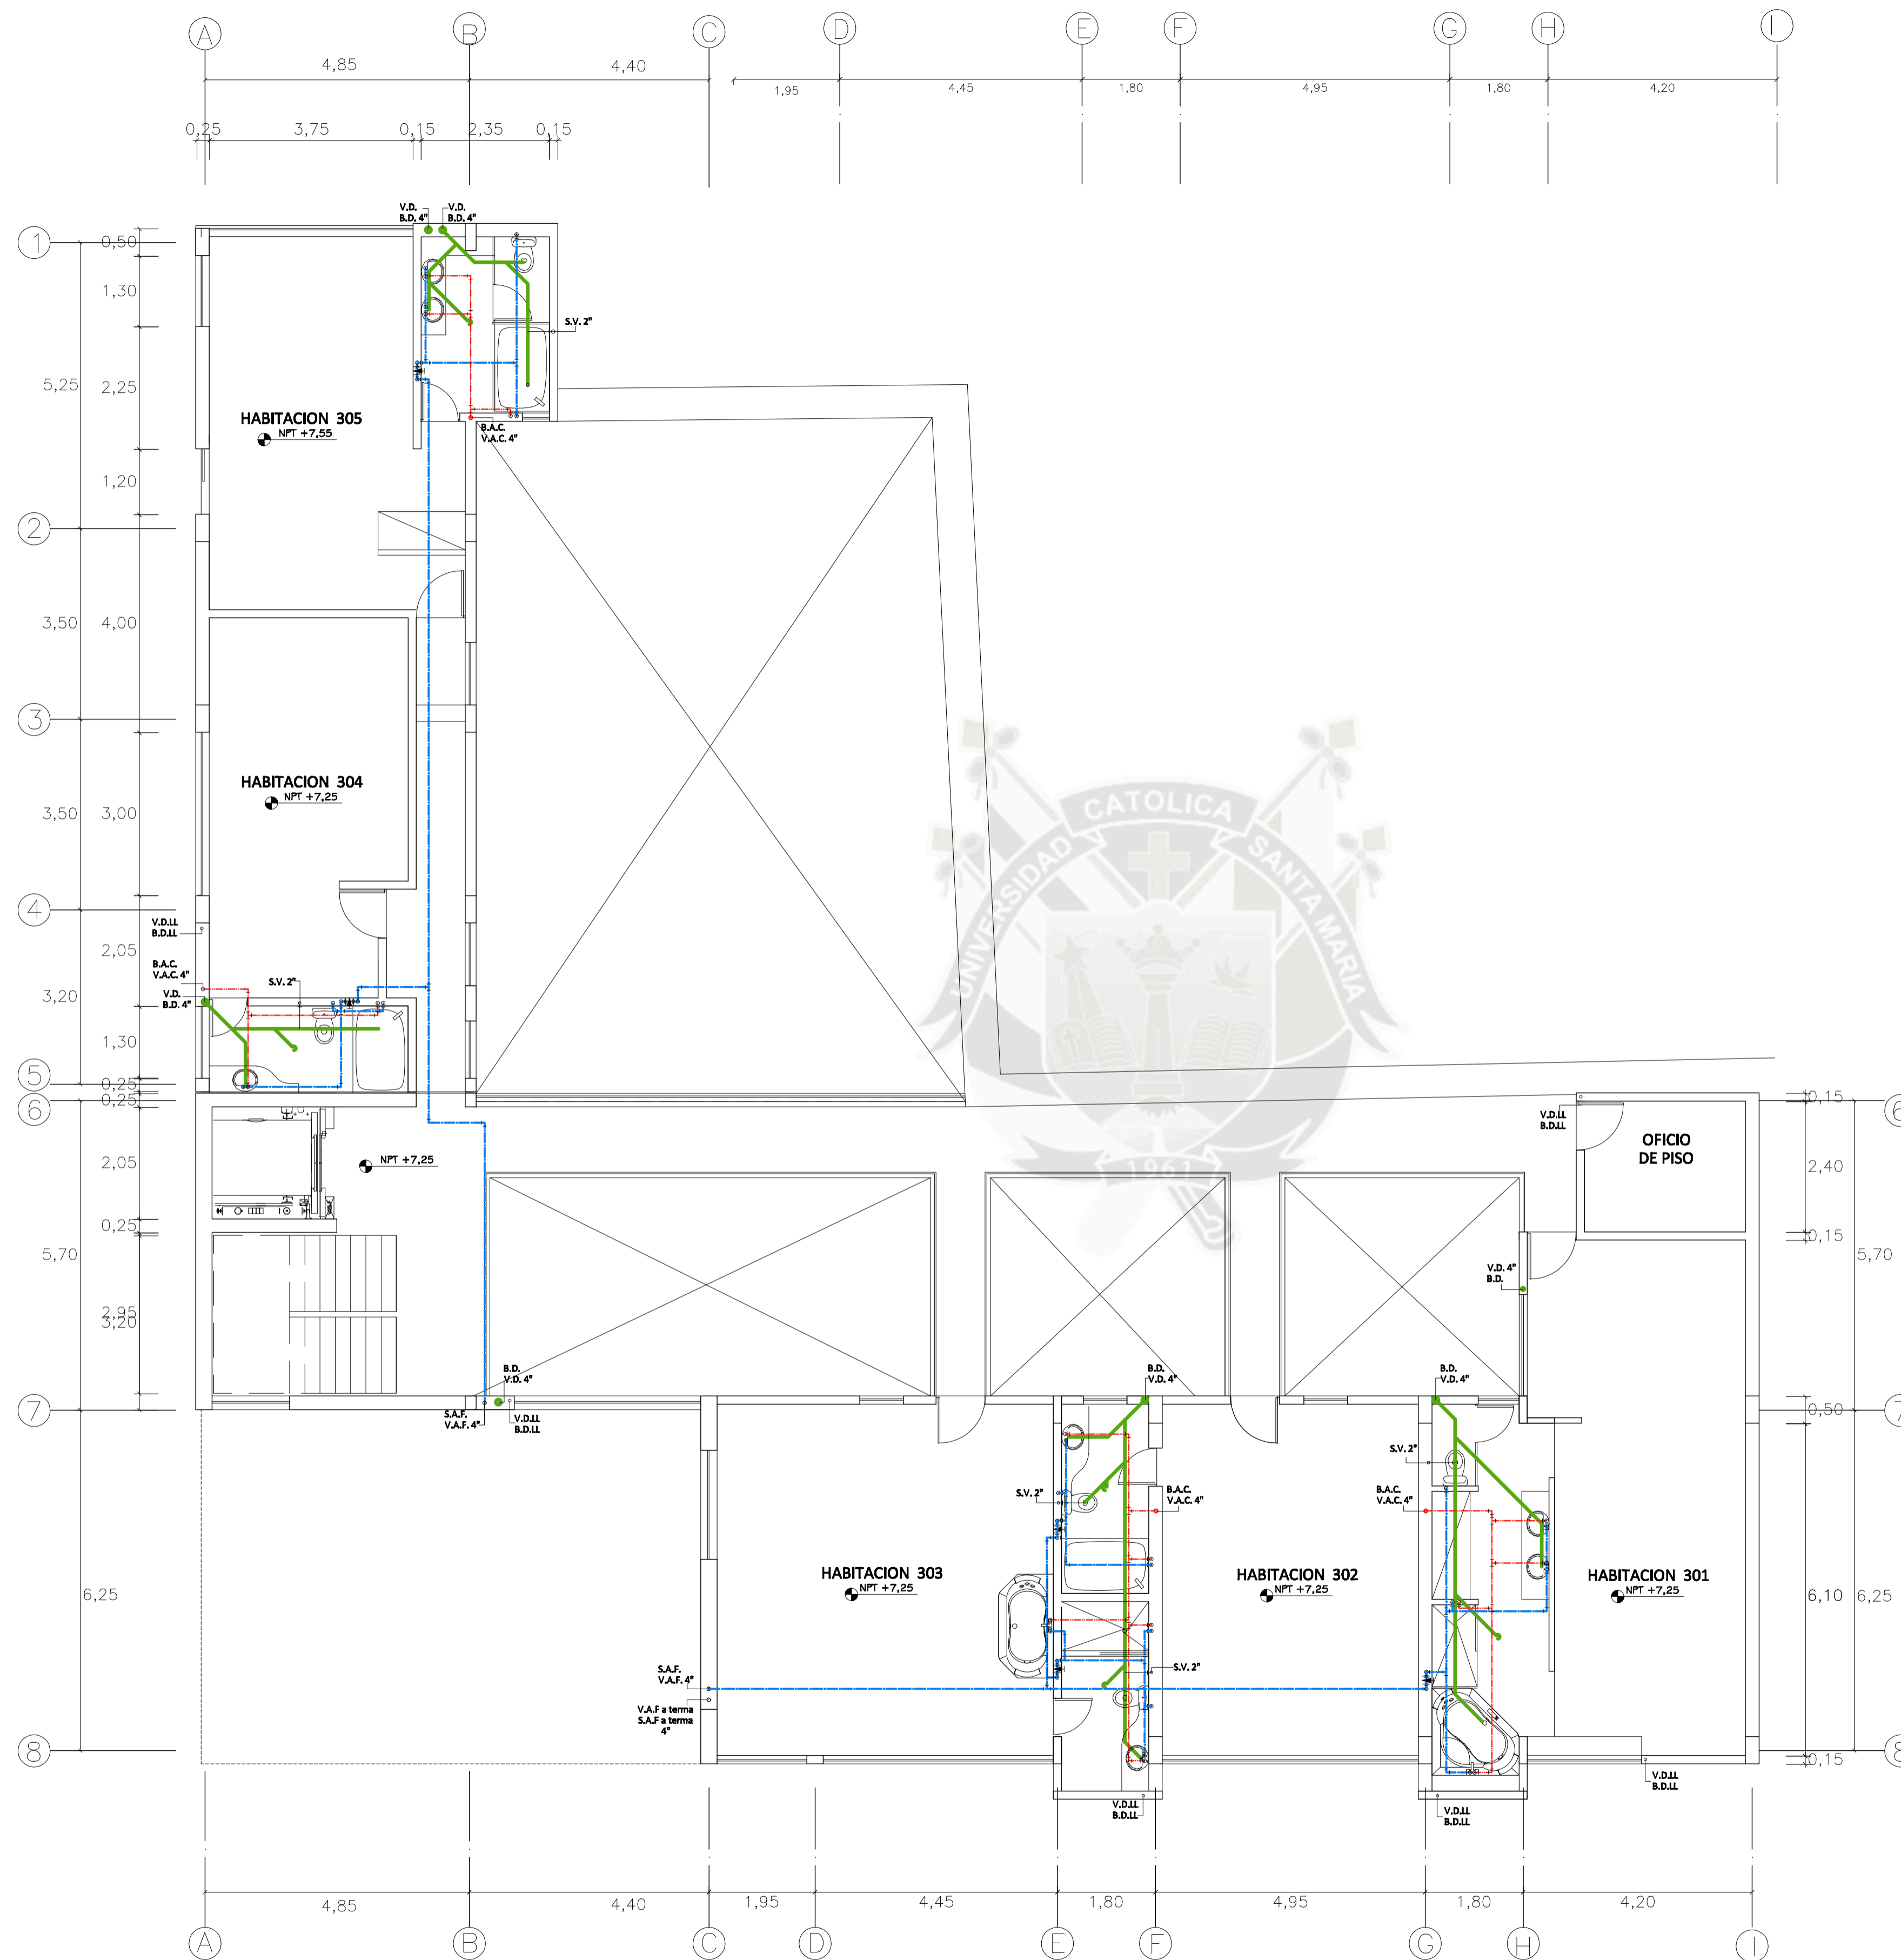 A
B
C
D
E
F
G
H
I
4,85
4,40
1,95
4,45
1,80
4,95
1,80
4,20
0,25
3,75
0,15
2,35
0,15
V.D.
B.D. 4"
V.D.
B.D. 4"
1
0,50
1,30
S.V. 2"
5,25
2,25
HABITACION 305
NPT +7,55
B.A.C.
V.A.C. 4"
1,20
2
3,50
4,00
3
HABITACION 304
NPT +7,25
3,50
3,00
4
V.D.LL
B.D.LL
2,05
B.A.C.
V.A.C. 4"
V.D.
B.D. 4"
S.V. 2"
3,20
1,30
5
0,25
6
0,25
UNIVERSIDAD
CATOLICA
SANTA MARIA
1961
0,15
6
V.D.LL
B.D.LL
OFICIO
DE PISO
2,05
NPT +7,25
2,40
0,25
0,15
5,70
5,70
V.D. 4"
B.D.
2,95
3,20
B.D.
V.D. 4"
B.D.
V.D. 4"
B.D.
V.D. 4"
7
S.A.F.
V.A.F. 4"
V.D.LL
B.D.LL
0,50
7
S.V. 2"
S.V. 2"
B.A.C.
V.A.C. 4"
B.A.C.
V.A.C. 4"
6,25
HABITACION 303
NPT +7,25
HABITACION 302
NPT +7,25
HABITACION 301
NPT +7,25
6,10
6,25
S.A.F.
V.A.F. 4"
S.V. 2"
V.A.F a terma
S.A.F a terma
4"
8
8
0,15
V.D.LL
B.D.LL
V.D.LL
B.D.LL
V.D.LL
B.D.LL
4,85
4,40
1,95
4,45
1,80
4,95
1,80
4,20
A
B
C
D
E
F
G
H
I